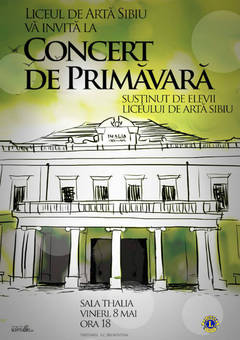 LICEUL DE ARTĂ SIBIU
VĂ INVITĂ LA
CONCERT
DE PRIMĂVARĂ
SUSȚINUT DE ELEVII
LICEULUI DE ARTĂ SIBIU
THALIA
SALA THALIA
VINERI, 8 MAI
ORA 18